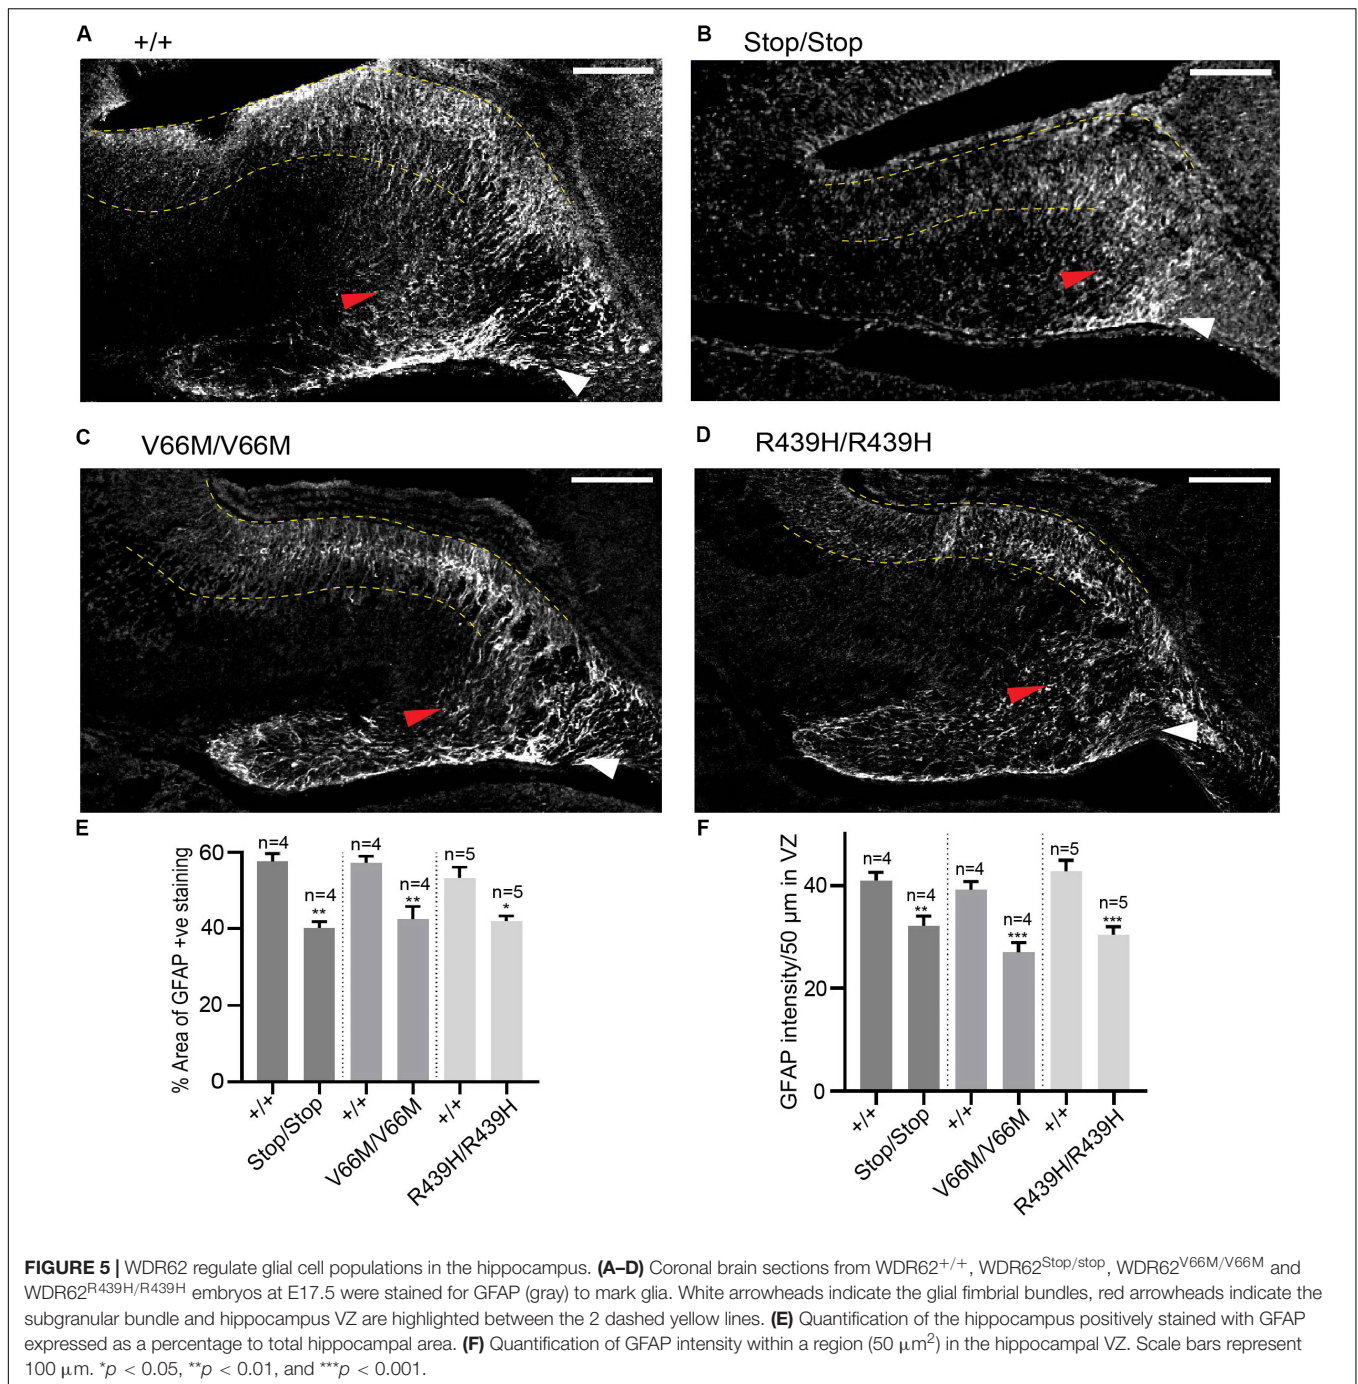 A
+/+
B
Stop/Stop
C
V66M/V66M
D
R439H/R439H
E
% Area of GFAP +ve staining
60
40
20
0
n=4
n=4
**
n=4
n=4
**
n=5
n=5
*
+/+
Stop/Stop
+/+
V66M/V66M
+/+
R439H/R439H
F
GFAP intensity/50 μm in VZ
40
20
0
n=4
n=4
**
n=4
n=4
***
n=5
n=5
***
+/+
Stop/Stop
+/+
V66M/V66M
+/+
R439H/R439H
FIGURE 5 | WDR62 regulate glial cell populations in the hippocampus. (A–D) Coronal brain sections from WDR62+/+, WDR62Stop/stop, WDR62V66M/V66M and
WDR62R439H/R439H embryos at E17.5 were stained for GFAP (gray) to mark glia. White arrowheads indicate the glial fimbrial bundles, red arrowheads indicate the
subgranular bundle and hippocampus VZ are highlighted between the 2 dashed yellow lines. (E) Quantification of the hippocampus positively stained with GFAP
expressed as a percentage to total hippocampal area. (F) Quantification of GFAP intensity within a region (50 μm²) in the hippocampal VZ. Scale bars represent
100 μm. *p < 0.05, **p < 0.01, and ***p < 0.001.